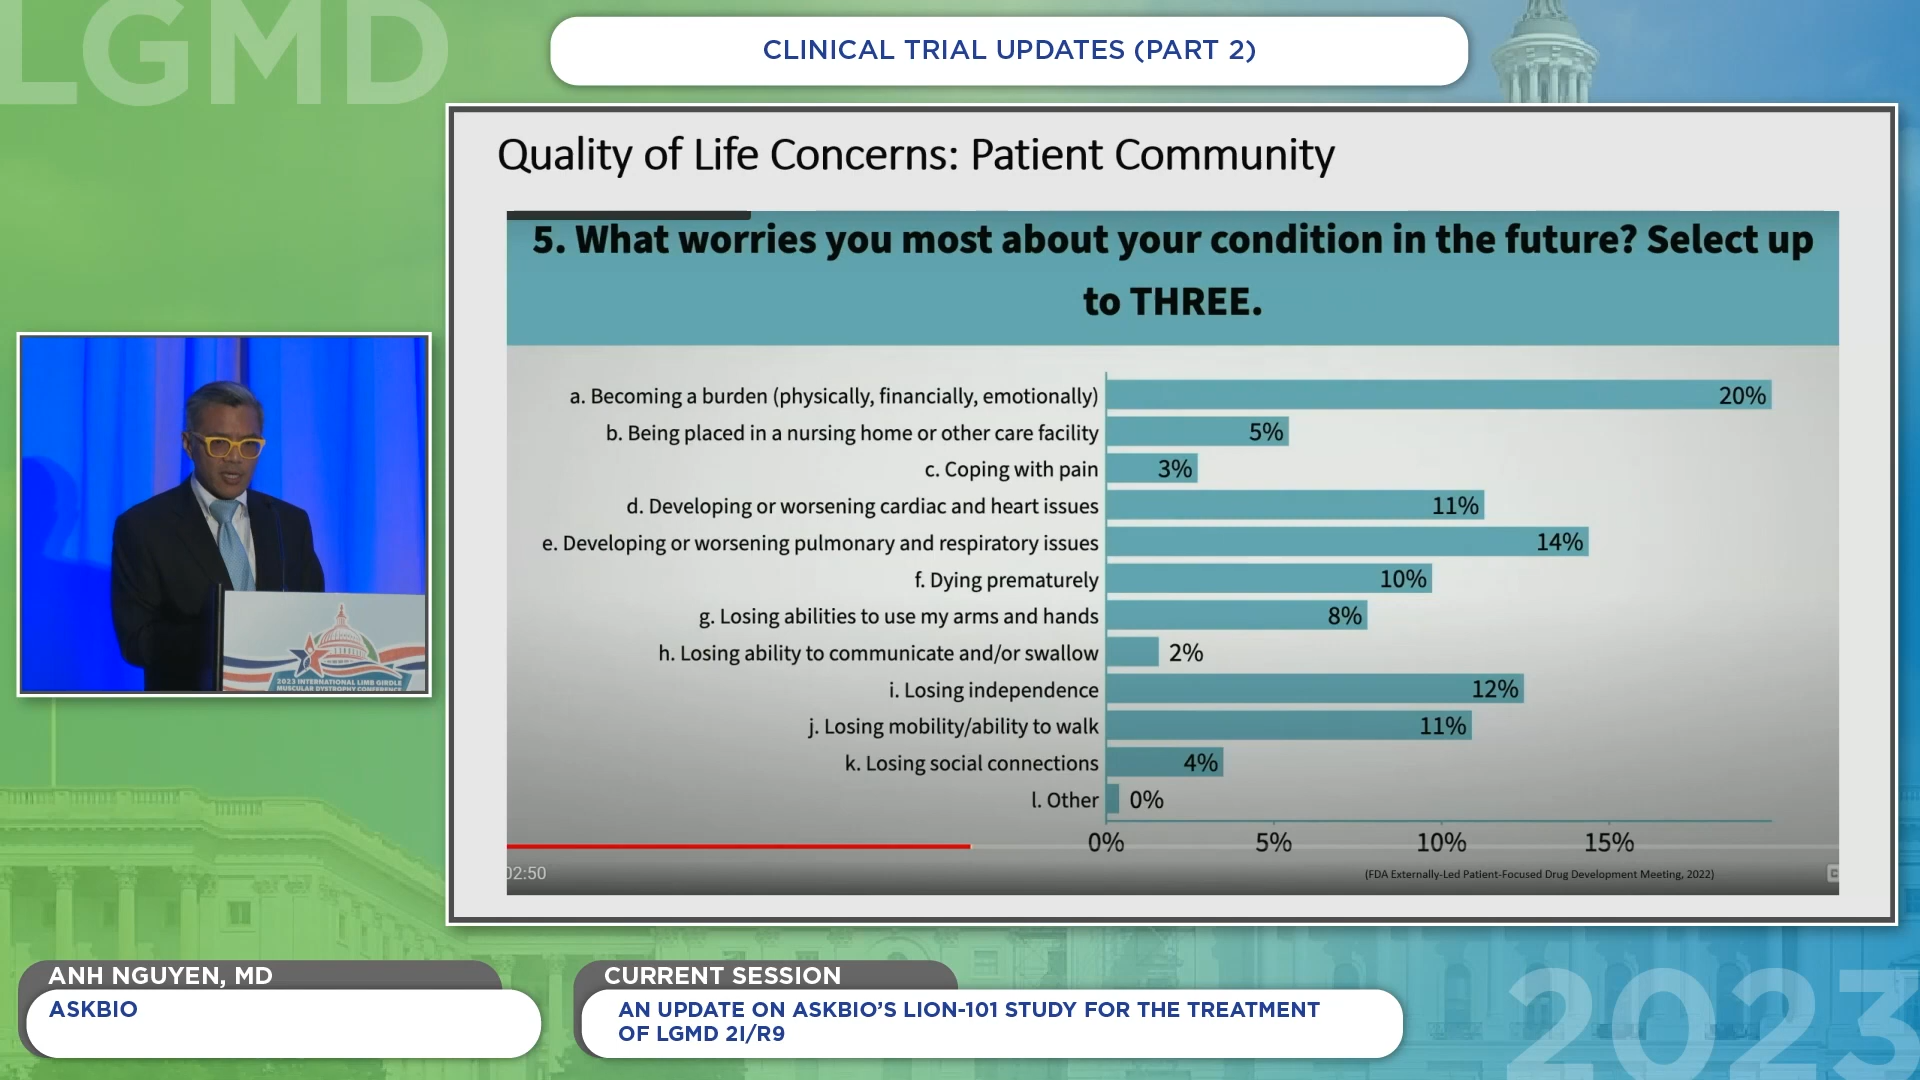 LGMD
CLINICAL TRIAL UPDATES (PART 2)
Quality of Life Concerns: Patient Community
5. What worries you most about your condition in the future? Select up
to THREE.
a. Becoming a burden (physically, financially, emotionally) 20%
b. Being placed in a nursing home or other care facility 5%
c. Coping with pain 3%
d. Developing or worsening cardiac and heart issues 11%
e. Developing or worsening pulmonary and respiratory issues 14%
f. Dying prematurely 10%
g. Losing abilities to use my arms and hands 8%
h. Losing ability to communicate and/or swallow 2%
i. Losing independence 12%
j. Losing mobility/ability to walk 11%
k. Losing social connections 4%
l. Other 0%
0% 5% 10% 15%
02:50
(FDA Externally-Led Patient-Focused Drug Development Meeting, 2022)
2023 INTERNATIONAL LIMB GIRDLE
MUSCULAR DYSTROPHY CONFERENCE
ANH NGUYEN, MD
ASKBIO
CURRENT SESSION
AN UPDATE ON ASKBIO'S LION-101 STUDY FOR THE TREATMENT
OF LGMD 2I/R9
2023